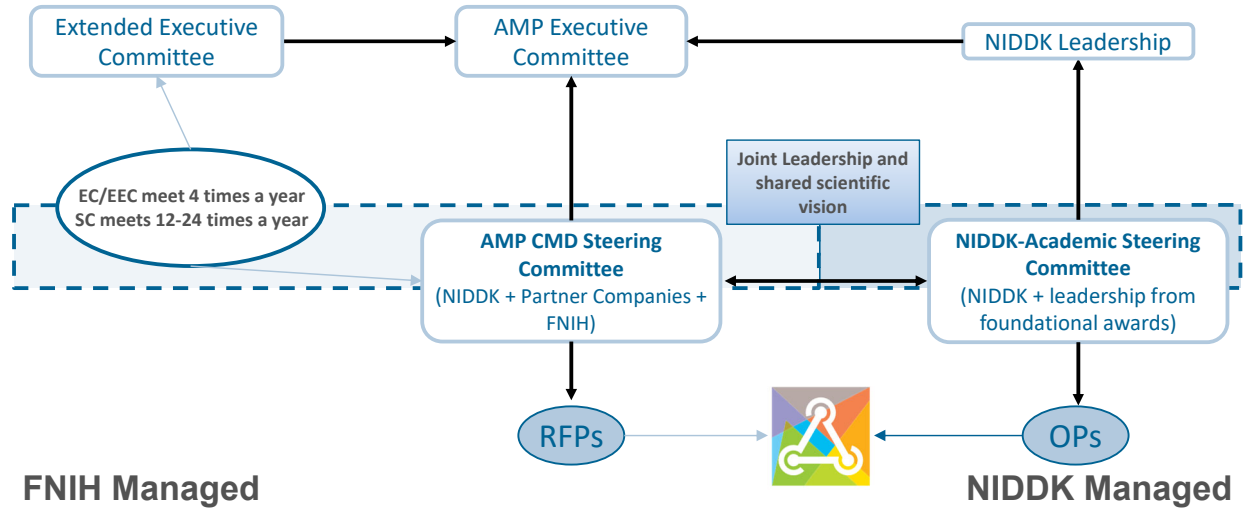 Extended Executive
Committee
AMP Executive
Committee
NIDDK Leadership
EC/EEC meet 4 times a year
SC meets 12-24 times a year
Joint Leadership and
shared scientific
vision
AMP CMD Steering
Committee
(NIDDK + Partner Companies +
FNIH)
NIDDK-Academic Steering
Committee
(NIDDK + leadership from
foundational awards)
RFPs
OPs
FNIH Managed
NIDDK Managed